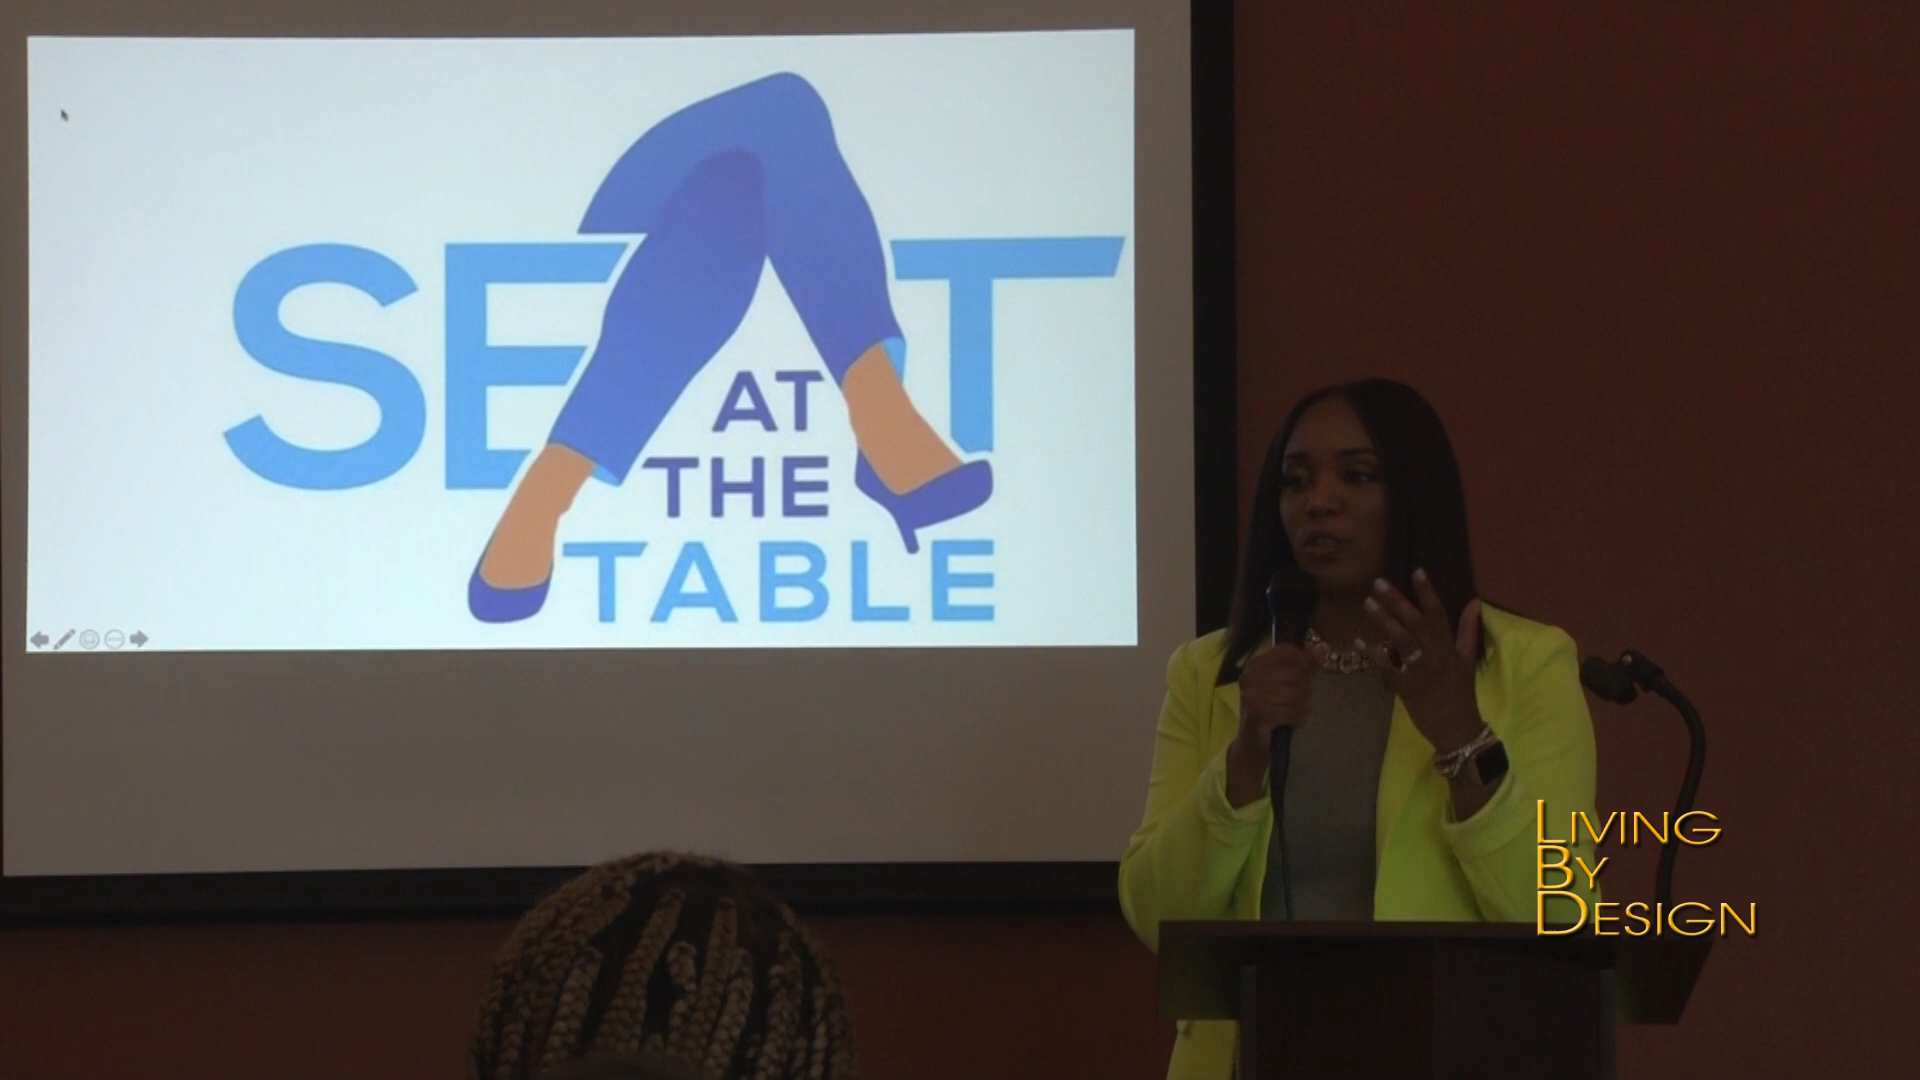 SEAT
AT
THE
TABLE
LIVING
BY
DESIGN